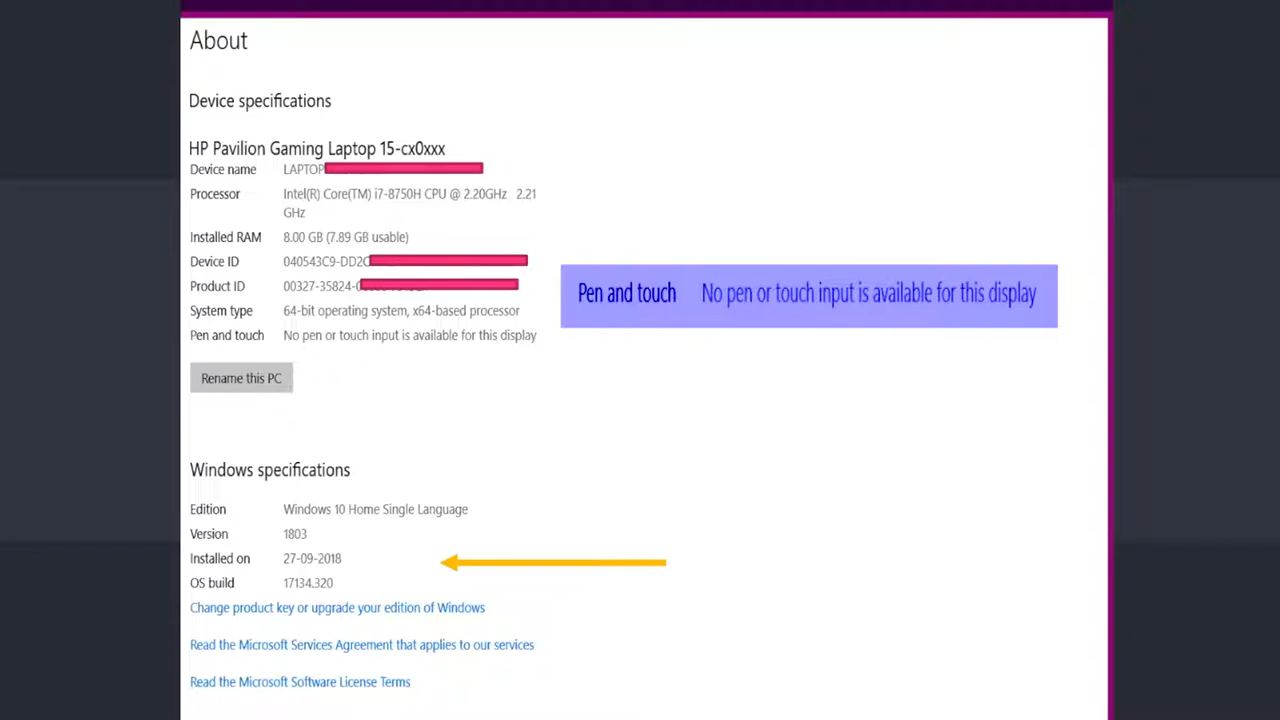 About
Device specifications
HP Pavilion Gaming Laptop 15-cx0xxx
Device name LAPTOP
Processor Intel(R) Core(TM) i7-8750H CPU @ 2.20GHz 2.21
GHz
Installed RAM 8.00 GB (7.89 GB usable)
Device ID 040543C9-DD2C
Product ID 00327-35824-
System type 64-bit operating system, x64-based processor
Pen and touch No pen or touch input is available for this display
Pen and touch No pen or touch input is available for this display
Rename this PC
Windows specifications
Edition Windows 10 Home Single Language
Version 1803
Installed on 27-09-2018
OS build 17134.320
Change product key or upgrade your edition of Windows
Read the Microsoft Services Agreement that applies to our services
Read the Microsoft Software License Terms